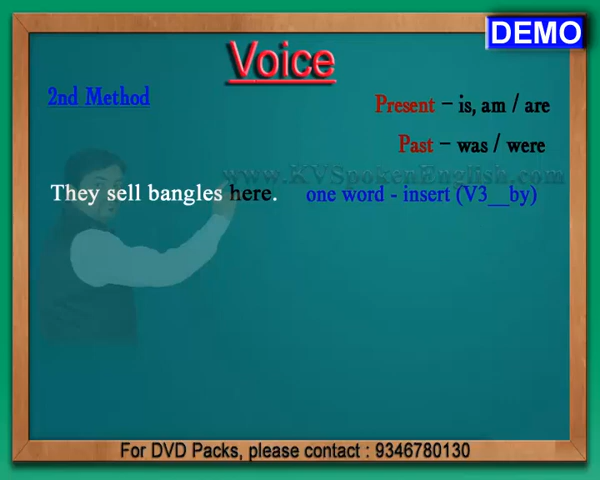 DEMO
Voice
2nd Method
Present – is, am / are
Past – was / were
www.KVSpokenEnglish.com
They sell bangles here. one word - insert (V3__by)
For DVD Packs, please contact : 9346780130